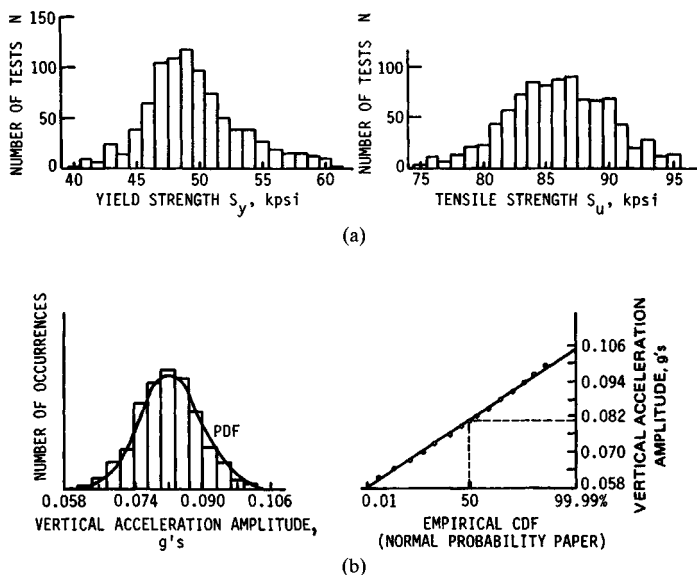 NUMBER OF TESTS N
150
100
50
0
40
50
60
YIELD STRENGTH Sy, kpsi
NUMBER OF TESTS N
100
50
0
75
80
85
90
95
TENSILE STRENGTH Su, kpsi
(a)
NUMBER OF OCCURRENCES
PDF
0.058
0.074
0.090
0.106
VERTICAL ACCELERATION AMPLITUDE,
g's
VERTICAL ACCELERATION
AMPLITUDE, g's
0.106
0.094
0.082
0.070
0.058
0.01
50
99.99%
EMPIRICAL CDF
(NORMAL PROBABILITY PAPER)
(b)